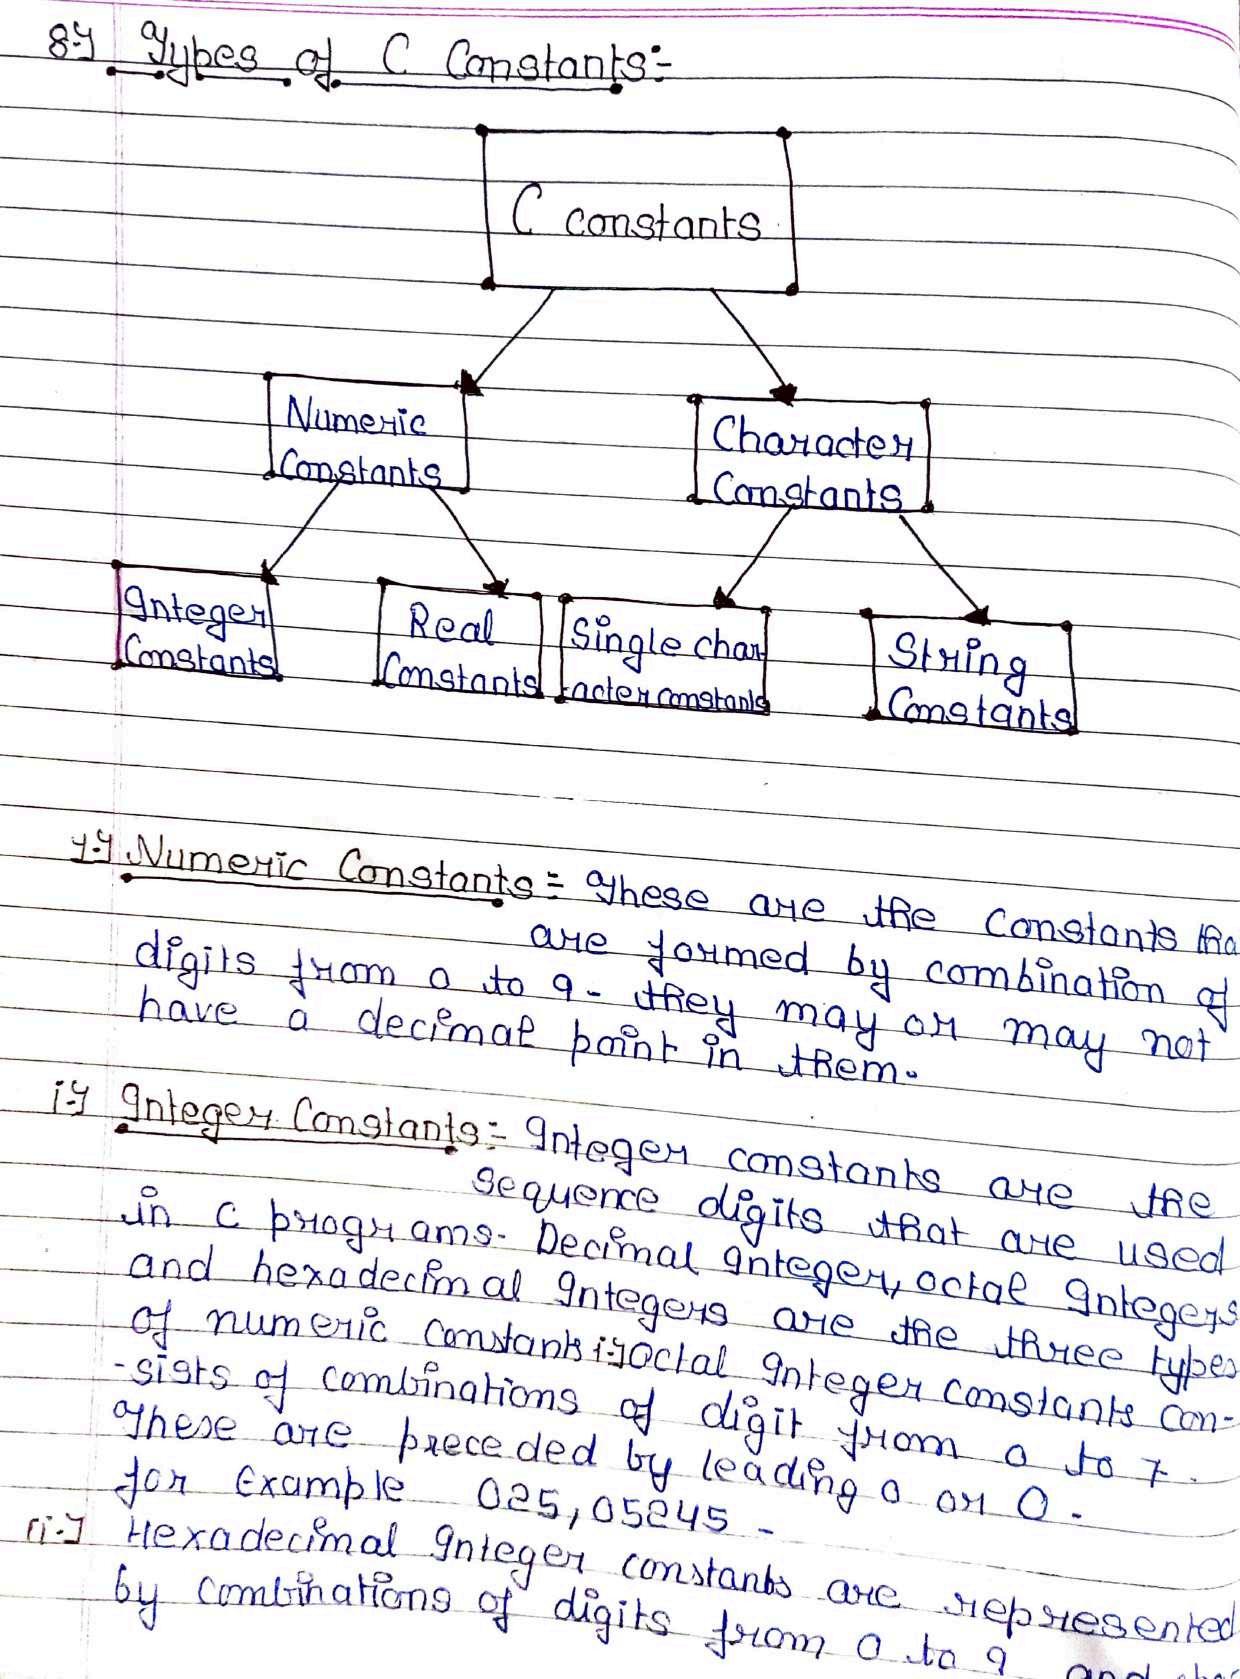 8.) Types of C Constants:-
C constants
Numeric
Constants
Character
Constants
Integer
Constants
Real
Constants
Single char-
-acter constants
String
Constants
1.) Numeric Constants:- These are the Constants tha
are formed by combination of
digits from 0 to 9. they may or may not
have a decimal point in them.
i.) Integer Constants:- Integer constants are the
sequence digits that are used
in C programs. Decimal Integer, octal Integers
and hexadecimal Integers are the three types
of numeric constants i.) Octal Integer constants con-
-sists of combinations of digit from 0 to 7.
These are preceded by leading 0 or O.
for Example 025, 05245.
ii.) Hexadecimal Integer constants are represented
by combinations of digits from 0 to 9 and